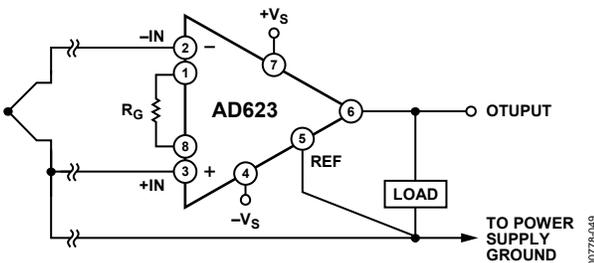 +VS
–IN
2
–
7
1
RG
AD623
6
OTUPUT
5
REF
8
3
+
4
+IN
–VS
LOAD
TO POWER
SUPPLY
GROUND